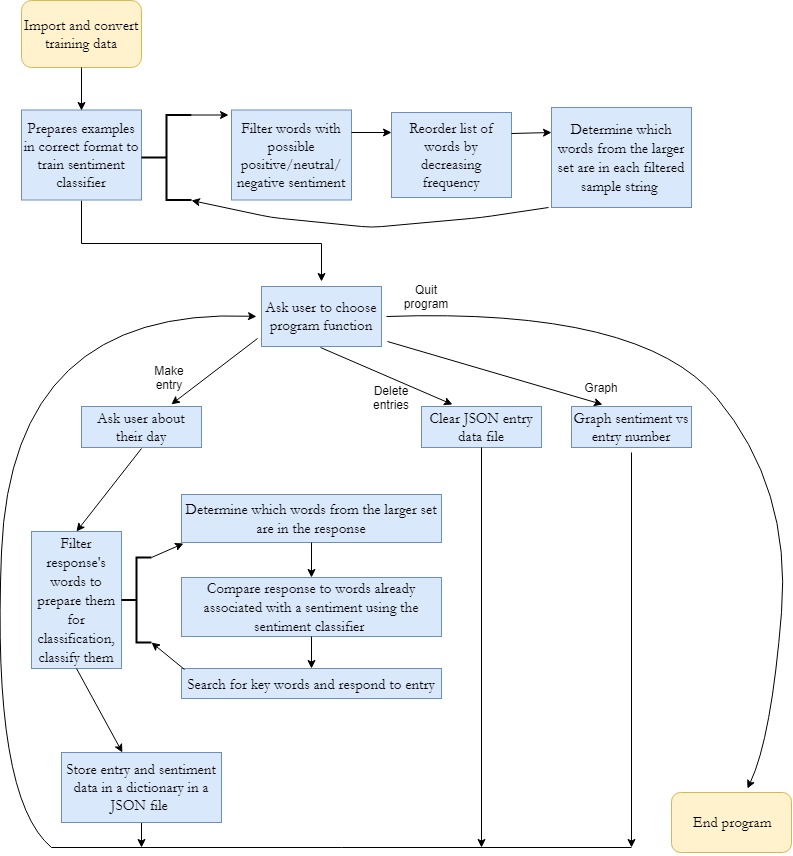 Import and convert
training data
Prepares examples
in correct format to
train sentiment
classifier
Filter words with
possible
positive/neutral/
negative sentiment
Reorder list of
words by
decreasing
frequency
Determine which
words from the larger
set are in each filtered
sample string
Ask user to choose
program function
Quit
program
Make
entry
Delete
entries
Graph
Ask user about
their day
Clear JSON entry
data file
Graph sentiment vs
entry number
Filter
response's
words to
prepare them
for
classification,
classify them
Determine which words from the larger set
are in the response
Compare response to words already
associated with a sentiment using the
sentiment classifier
Search for key words and respond to entry
Store entry and sentiment
data in a dictionary in a
JSON file
End program